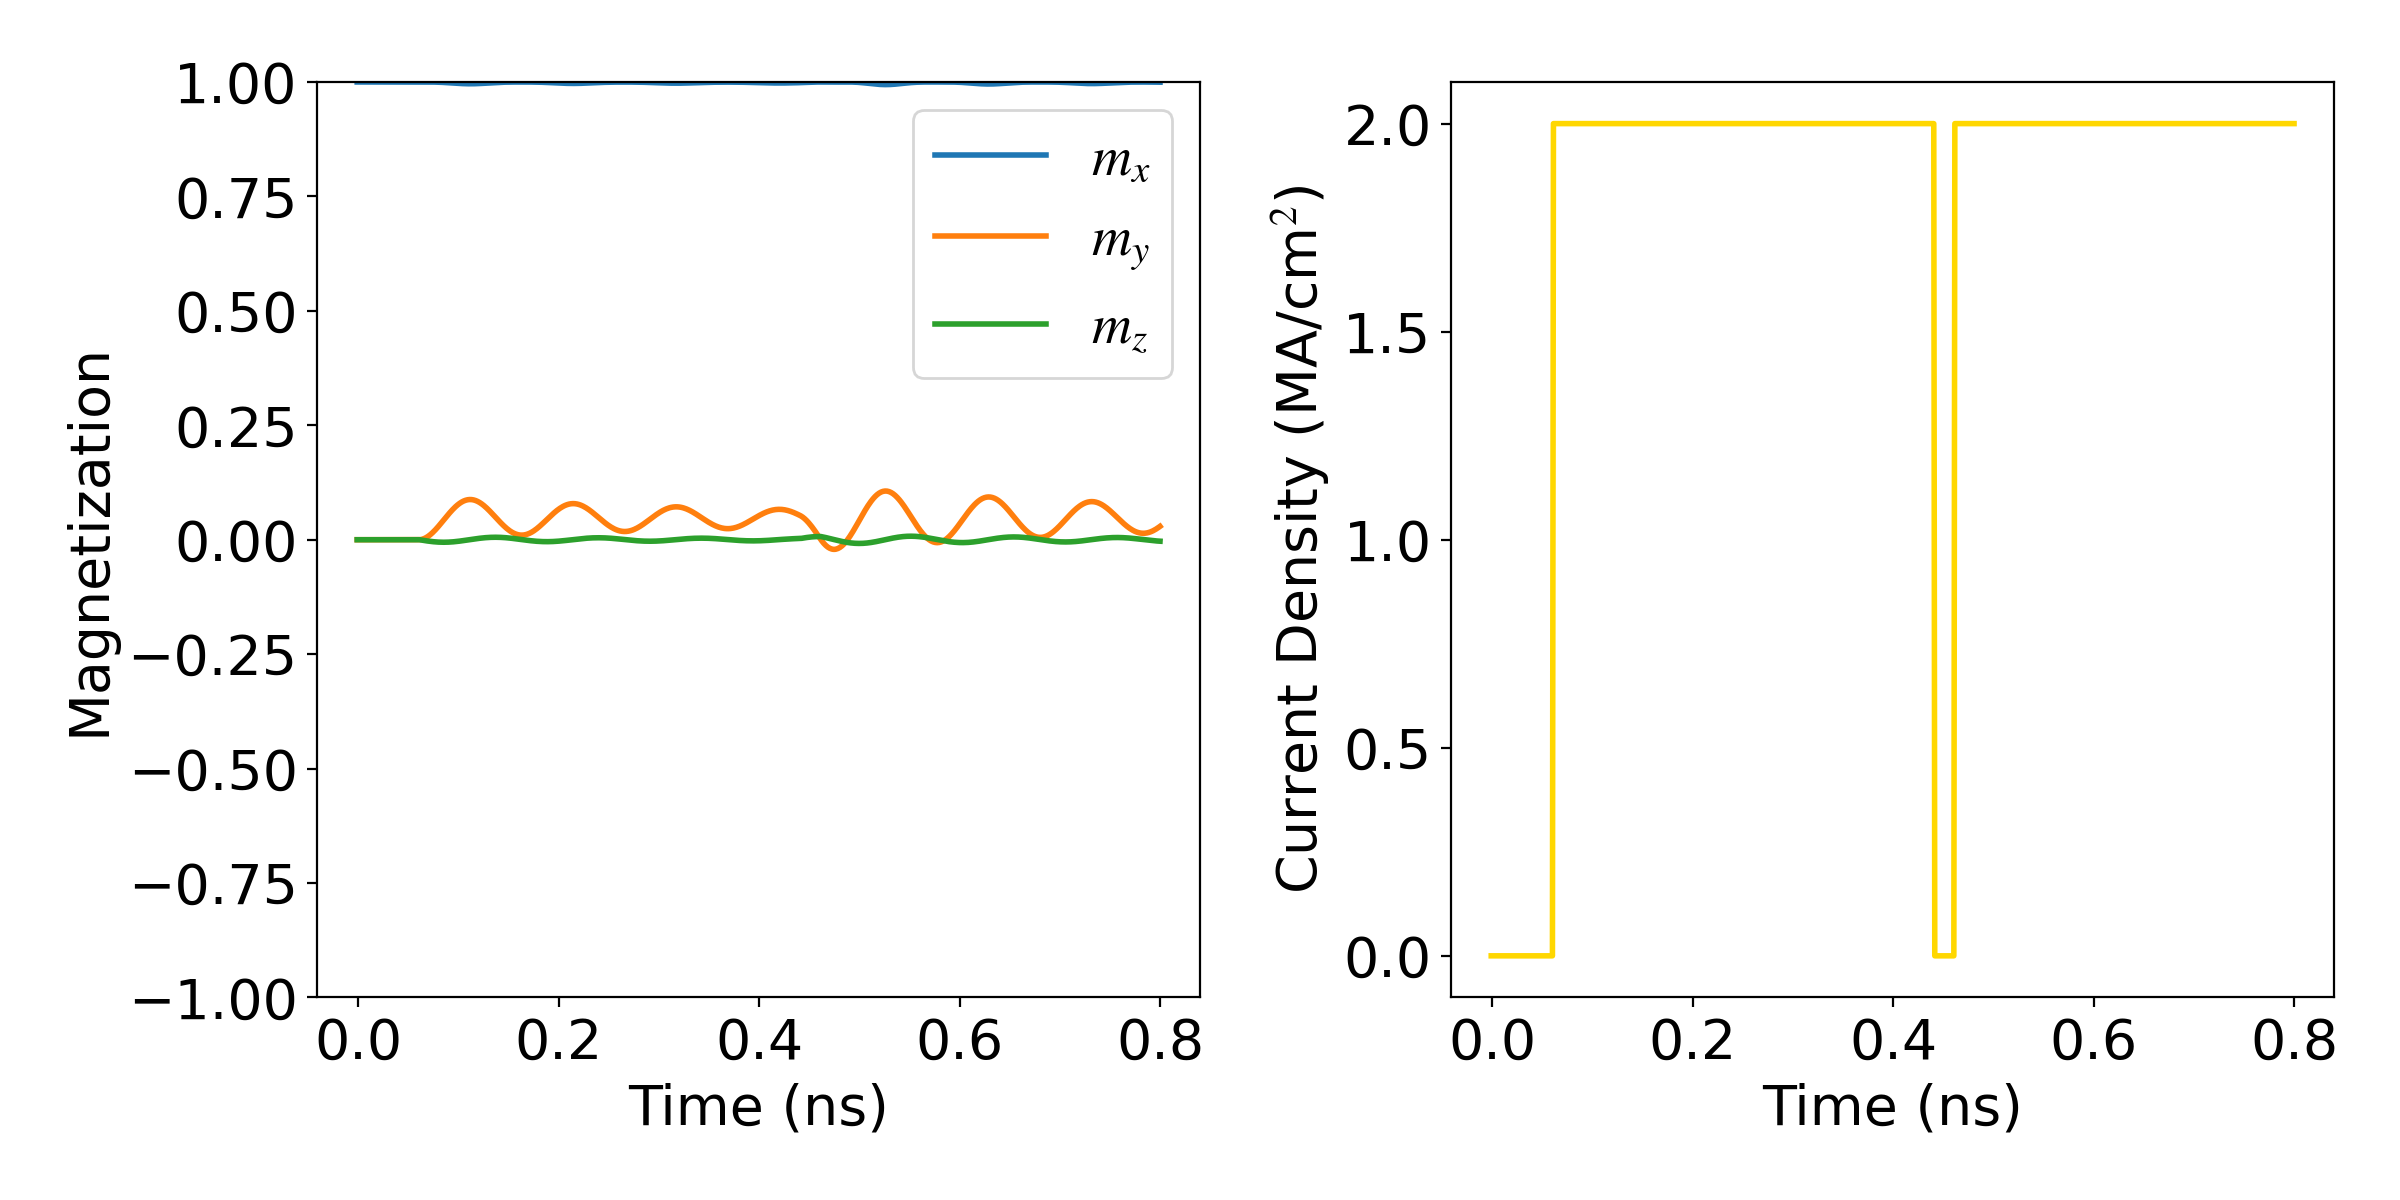 Magnetization
1.00
0.75
0.50
0.25
0.00
−0.25
−0.50
−0.75
−1.00
0.0 0.2 0.4 0.6 0.8
Time (ns)
m_x
m_y
m_z
Current Density (MA/cm²)
2.0
1.5
1.0
0.5
0.0
0.0 0.2 0.4 0.6 0.8
Time (ns)